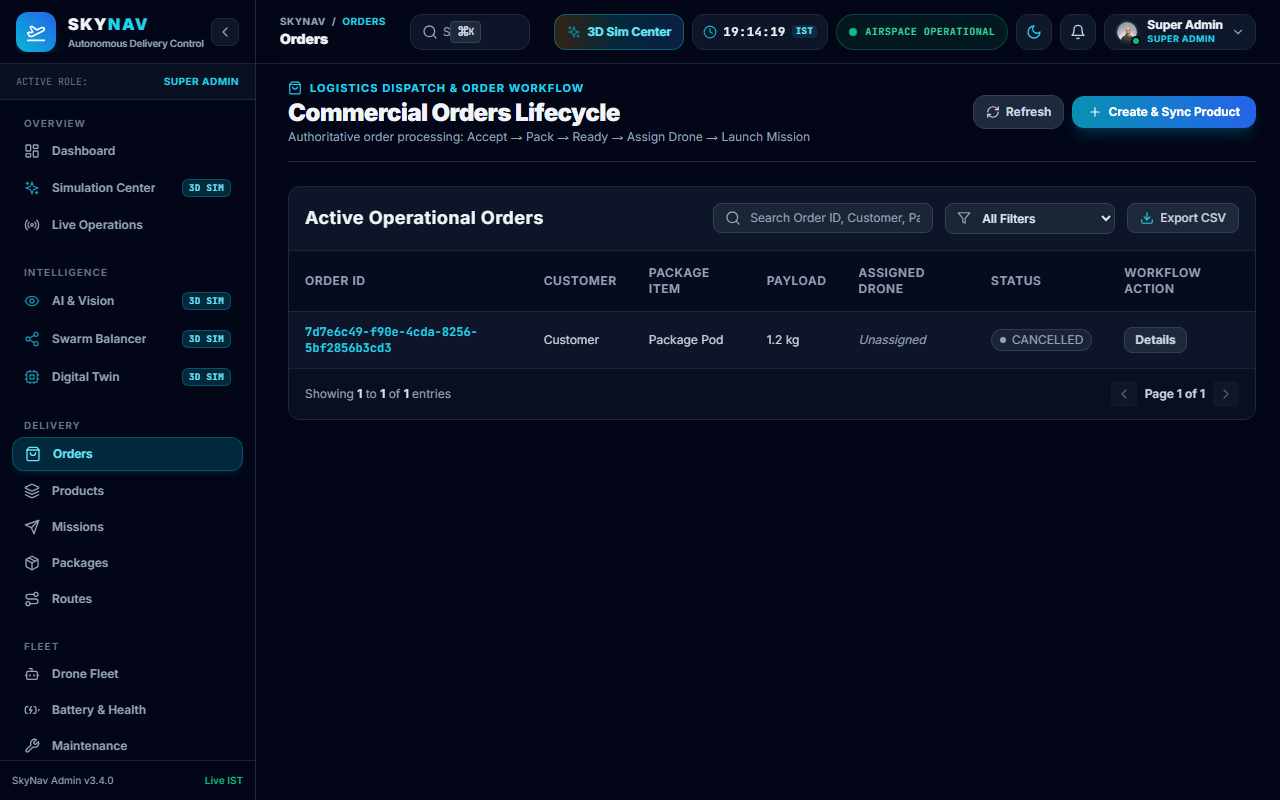 SKYNAV
Autonomous Delivery Control
ACTIVE ROLE: SUPER ADMIN
OVERVIEW
Dashboard
Simulation Center 3D SIM
Live Operations
INTELLIGENCE
AI & Vision 3D SIM
Swarm Balancer 3D SIM
Digital Twin 3D SIM
DELIVERY
Orders
Products
Missions
Packages
Routes
FLEET
Drone Fleet
Battery & Health
Maintenance
SkyNav Admin v3.4.0 Live IST
SKYNAV / ORDERS
Orders
S ⌘K
3D Sim Center
19:14:19 IST
AIRSPACE OPERATIONAL
Super Admin
SUPER ADMIN
LOGISTICS DISPATCH & ORDER WORKFLOW
Commercial Orders Lifecycle
Authoritative order processing: Accept → Pack → Ready → Assign Drone → Launch Mission
Refresh
Create & Sync Product
Active Operational Orders
Search Order ID, Customer, Pa
All Filters
Export CSV
ORDER ID CUSTOMER PACKAGE ITEM PAYLOAD ASSIGNED DRONE STATUS WORKFLOW ACTION
7d7e6c49-f90e-4cda-8256-
5bf2856b3cd3
Customer Package Pod 1.2 kg Unassigned CANCELLED Details
Showing 1 to 1 of 1 entries
Page 1 of 1